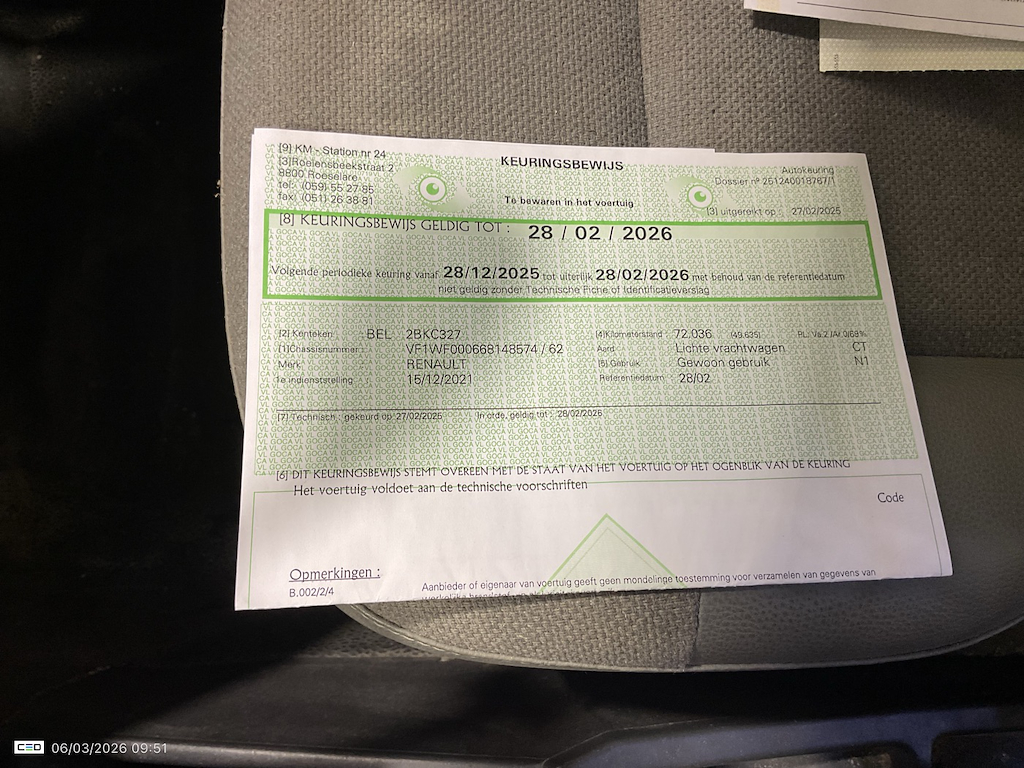 [9] KM - Station nr 24
[3]Roelensbeekstraat 2
8800 Roeselare
tel: (059) 55 27 85
fax: (051) 26 38 81
KEURINGSBEWIJS
Te bewaren in het voertuig
Autokeuring
Dossier nº 261240018767/1
[3] uitgereikt op : 27/02/2025
[8] KEURINGSBEWIJS GELDIG TOT : 28 / 02 / 2026
Volgende periodieke keuring vanaf 28/12/2025 tot uiterlijk 28/02/2026 met behoud van de referentiedatum
niet geldig zonder Technische Fiche of Identificatieverslag
[2] Kenteken : BEL 2BKC327
[1]Chassisnummer : VF1WF000668148574 / 62
Merk RENAULT
1e indienststelling 15/12/2021
[4]Kilometerstand 72.036 (49.625)
Aard Lichte vrachtwagen CT
[5] Gebruik Gewoon gebruik N1
Referentiedatum 28/02
[7] Technisch : gekeurd op 27/02/2025 In orde, geldig tot : 28/02/2026
[6] DIT KEURINGSBEWIJS STEMT OVEREEN MET DE STAAT VAN HET VOERTUIG OP HET OGENBLIK VAN DE KEURING
Het voertuig voldoet aan de technische voorschriften
Code
Opmerkingen :
B.002/2/4
Aanbieder of eigenaar van voertuig geeft geen mondelinge toestemming voor verzamelen van gegevens van
CEO 06/03/2026 09:51